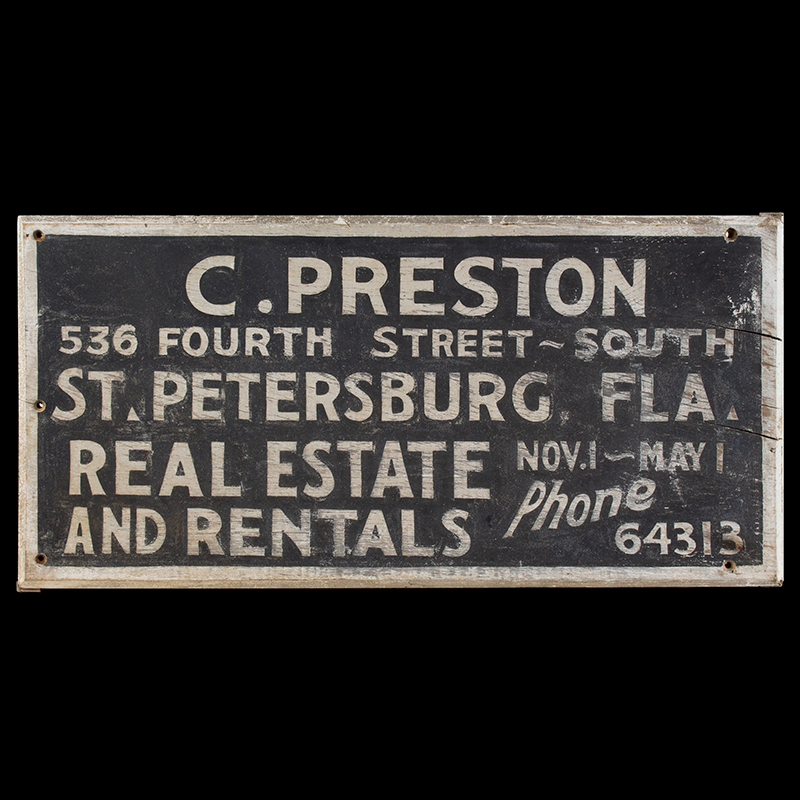 C. PRESTON
536 FOURTH STREET~SOUTH
ST. PETERSBURG FLA.
REAL ESTATE
AND RENTALS
NOV. 1~MAY 1
Phone
64313